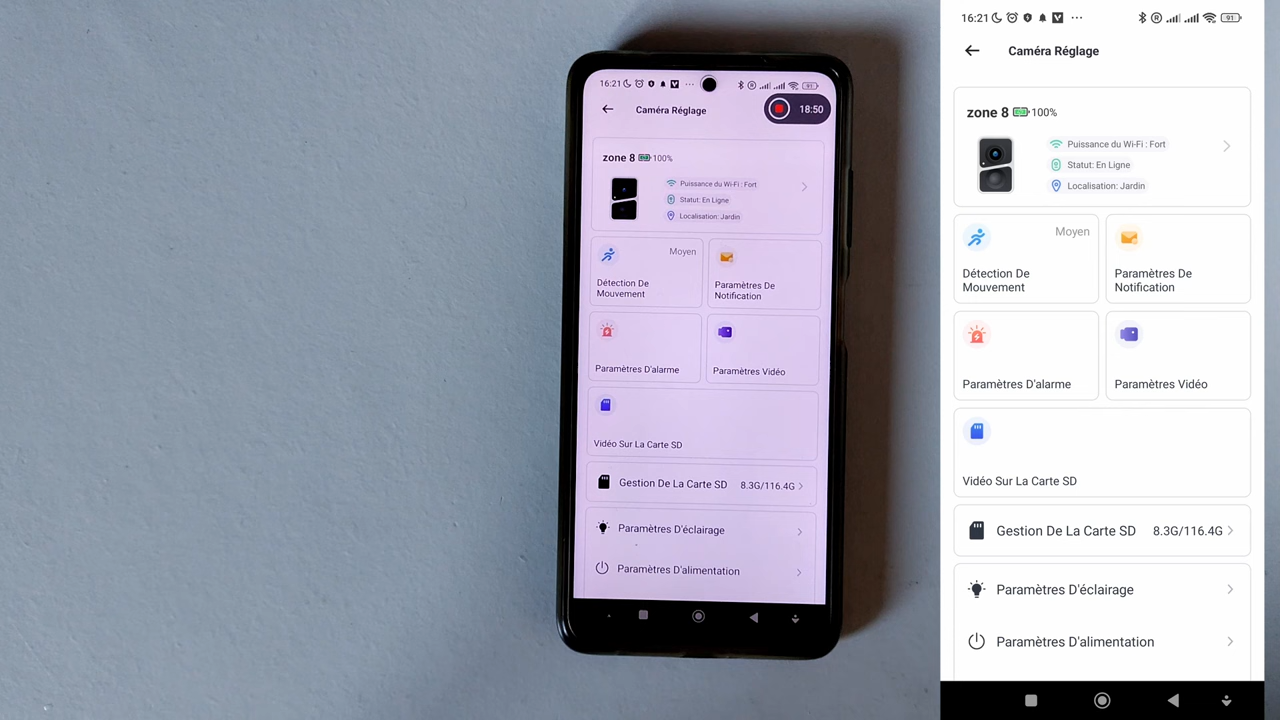 16:21
Caméra Réglage
18:50
zone 8 100%
Puissance du Wi-Fi : Fort
Statut: En Ligne
Localisation: Jardin
Moyen
Détection De
Mouvement
Paramètres De
Notification
Paramètres D'alarme
Paramètres Vidéo
Vidéo Sur La Carte SD
Gestion De La Carte SD 8.3G/116.4G
Paramètres D'éclairage
Paramètres D'alimentation
16:21
91
Caméra Réglage
zone 8 100%
Puissance du Wi-Fi : Fort
Statut: En Ligne
Localisation: Jardin
Moyen
Détection De
Mouvement
Paramètres De
Notification
Paramètres D'alarme
Paramètres Vidéo
Vidéo Sur La Carte SD
Gestion De La Carte SD 8.3G/116.4G
Paramètres D'éclairage
Paramètres D'alimentation